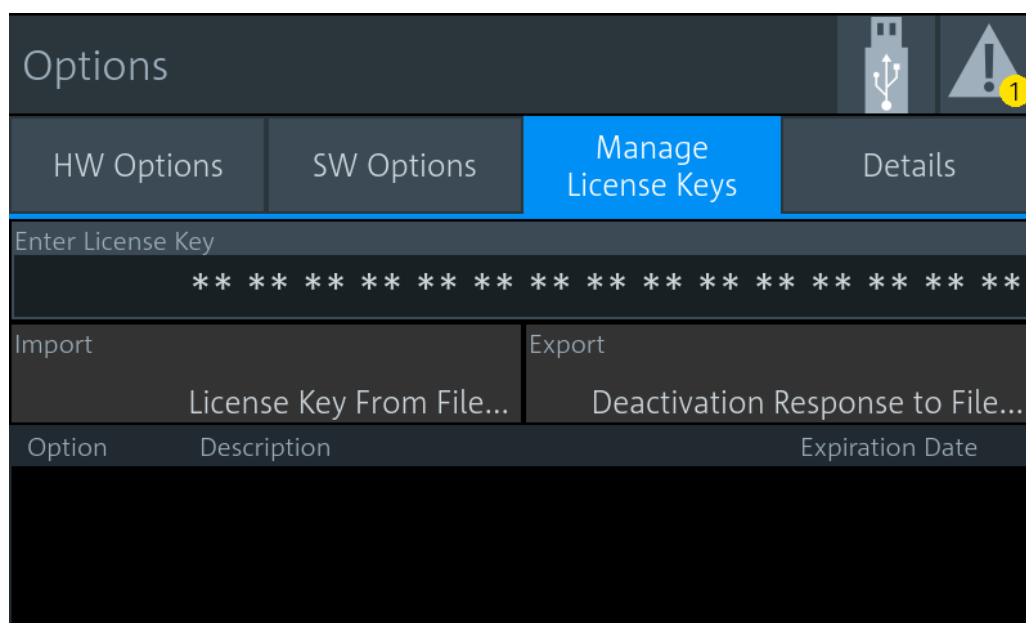 Options
1
HW Options
SW Options
Manage
License Keys
Details
Enter License Key
** ** ** ** ** ** ** ** ** ** ** ** ** ** **
Import
License Key From File...
Export
Deactivation Response to File...
Option Description Expiration Date